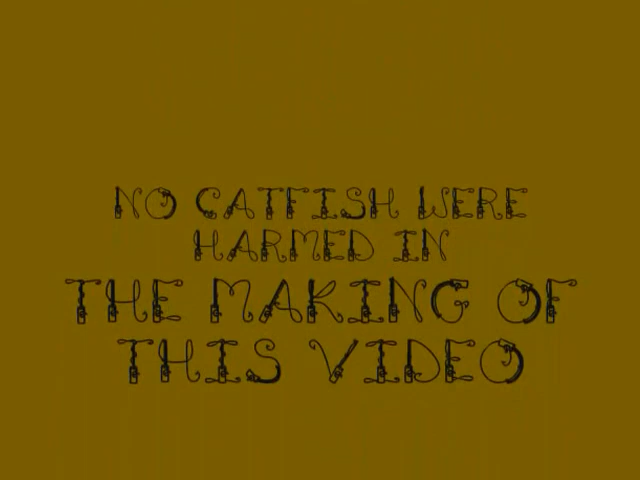 NO CATFISH WERE
HARMED IN
THE MAKING OF
THIS VIDEO